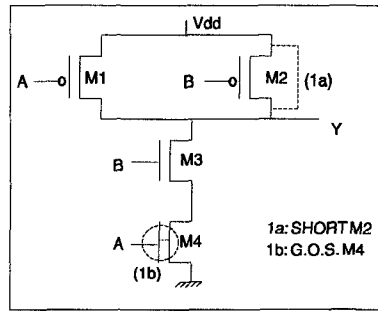 Vdd
A
M1
B
M2
(1a)
Y
B
M3
A
M4
(1b)
1a: SHORT M2
1b: G.O.S. M4